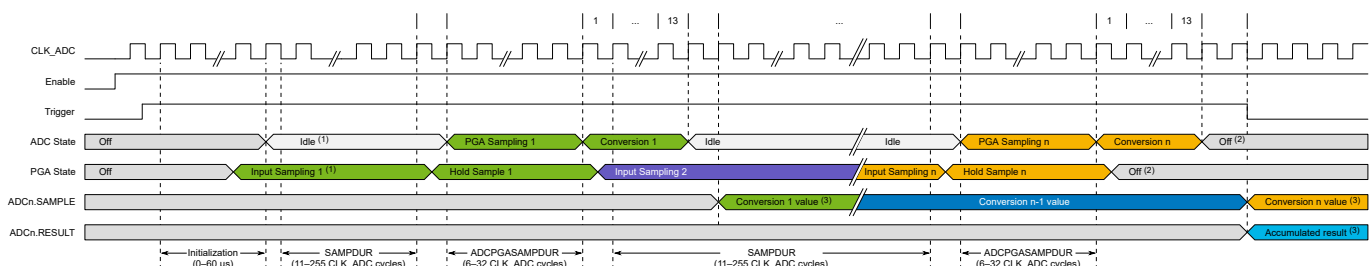 1 ... 13 ... 1 ... 13
CLK_ADC
Enable
Trigger
ADC State Off Idle (1) PGA Sampling 1 Conversion 1 Idle Idle PGA Sampling n Conversion n Off (2)
PGA State Off Input Sampling 1 (1) Hold Sample 1 Input Sampling 2 Input Sampling n Hold Sample n Off (2)
ADCn.SAMPLE Conversion 1 value (3) Conversion n-1 value Conversion n value (3)
ADCn.RESULT Accumulated result (3)
Initialization SAMPDUR ADCPGASAMPDUR SAMPDUR ADCPGASAMPDUR
(0–60 µs) (11–255 CLK_ADC cycles) (6–32 CLK_ADC cycles) (11–255 CLK_ADC cycles) (6–32 CLK_ADC cycles)